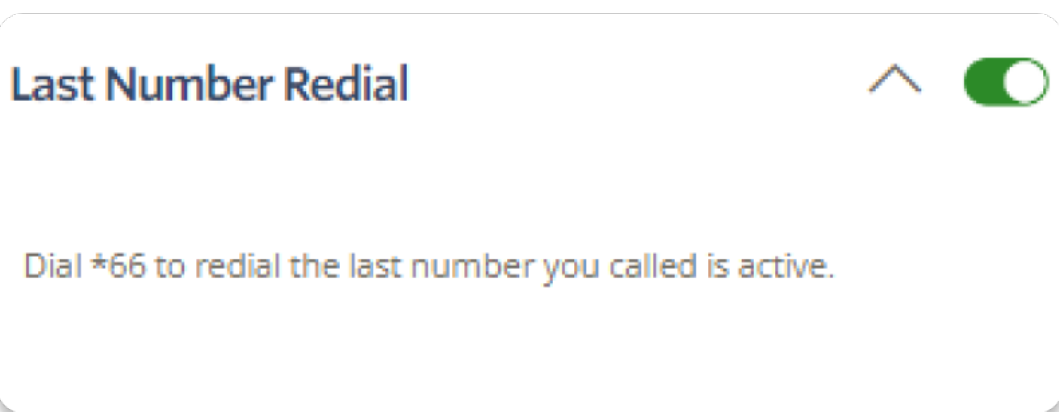 Last Number Redial
Dial *66 to redial the last number you called is active.